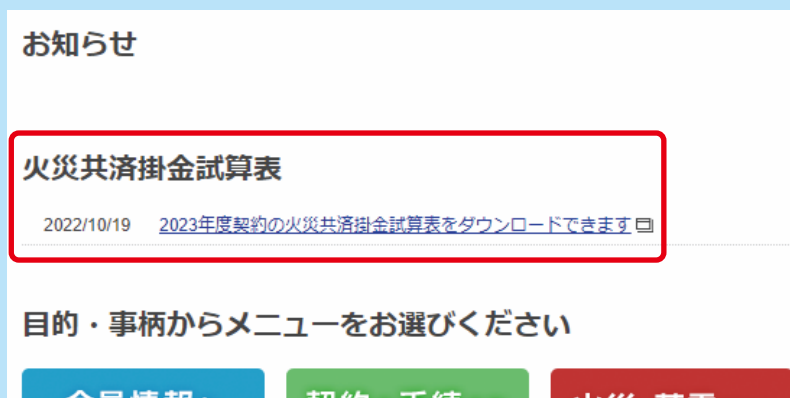 お知らせ
火災共済掛金試算表
2022/10/19 2023年度契約の火災共済掛金試算表をダウンロードできます
目的・事柄からメニューをお選びください